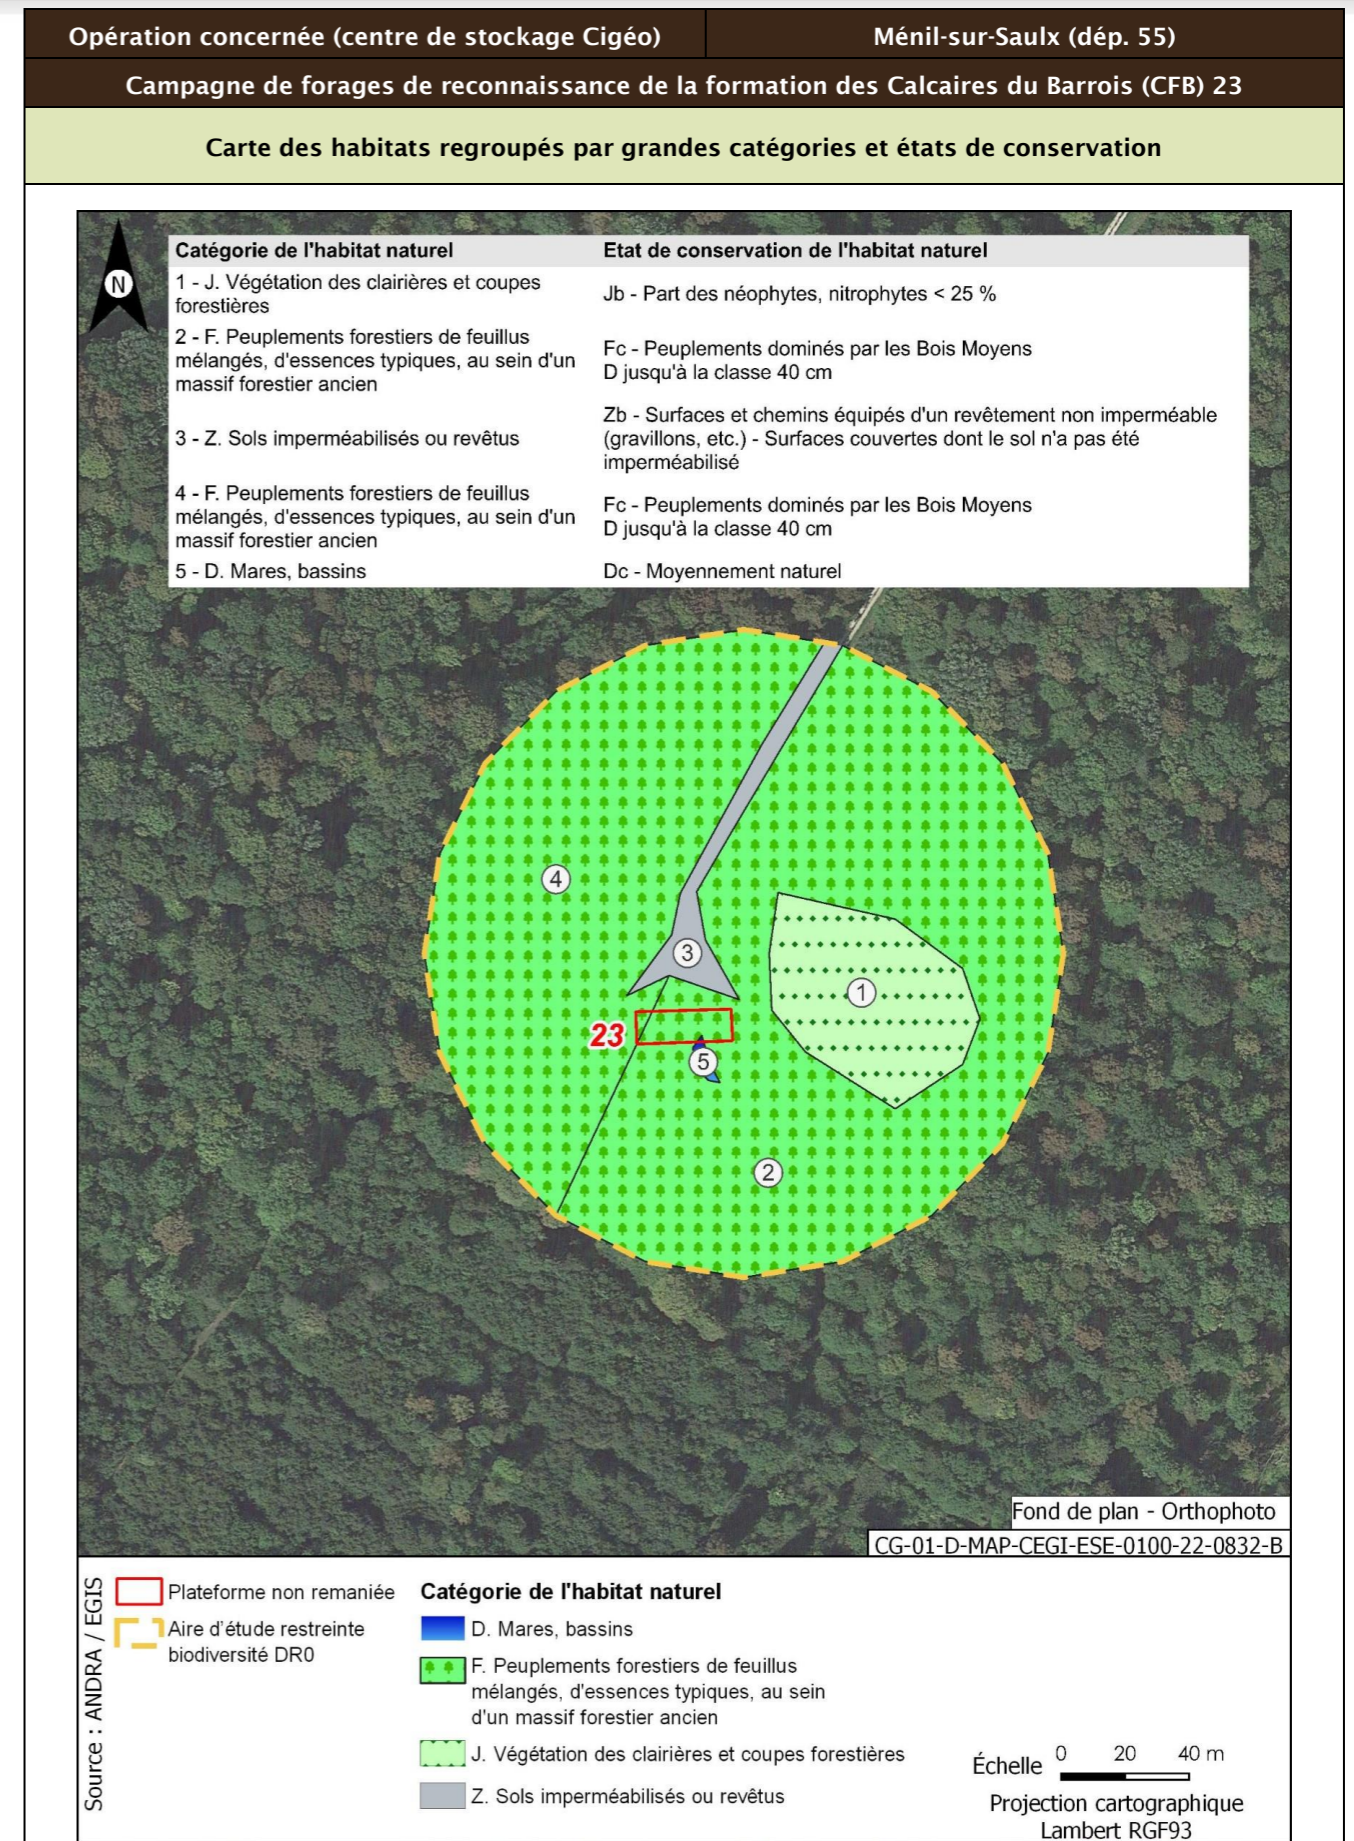 Opération concernée (centre de stockage Cigéo)
Ménil-sur-Saulx (dép. 55)
Campagne de forages de reconnaissance de la formation des Calcaires du Barrois (CFB) 23
Carte des habitats regroupés par grandes catégories et états de conservation
N
Catégorie de l'habitat naturel
Etat de conservation de l'habitat naturel
1 - J. Végétation des clairières et coupes
forestières
Jb - Part des néophytes, nitrophytes < 25 %
2 - F. Peuplements forestiers de feuillus
mélangés, d'essences typiques, au sein d'un
massif forestier ancien
Fc - Peuplements dominés par les Bois Moyens
D jusqu'à la classe 40 cm
3 - Z. Sols imperméabilisés ou revêtus
Zb - Surfaces et chemins équipés d'un revêtement non imperméable
(gravillons, etc.) - Surfaces couvertes dont le sol n'a pas été
imperméabilisé
4 - F. Peuplements forestiers de feuillus
mélangés, d'essences typiques, au sein d'un
massif forestier ancien
Fc - Peuplements dominés par les Bois Moyens
D jusqu'à la classe 40 cm
5 - D. Mares, bassins
Dc - Moyennement naturel
4
3
1
23
5
2
Fond de plan - Orthophoto
CG-01-D-MAP-CEGI-ESE-0100-22-0832-B
Source : ANDRA / EGIS
Plateforme non remaniée
Aire d'étude restreinte
biodiversité DR0
Catégorie de l'habitat naturel
D. Mares, bassins
F. Peuplements forestiers de feuillus
mélangés, d'essences typiques, au sein
d'un massif forestier ancien
J. Végétation des clairières et coupes forestières
Z. Sols imperméabilisés ou revêtus
Échelle 0 20 40 m
Projection cartographique
Lambert RGF93